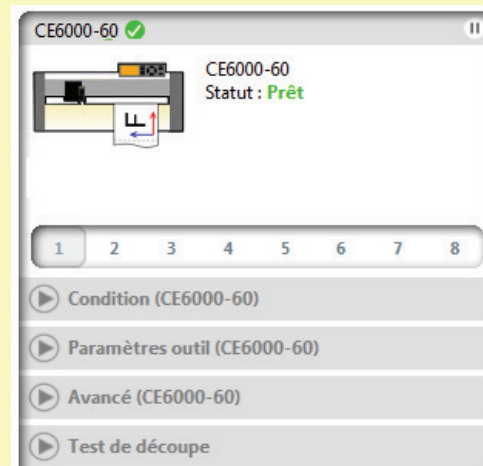 CE6000-60
CE6000-60
Statut : Prêt
F
1 2 3 4 5 6 7 8
Condition (CE6000-60)
Paramètres outil (CE6000-60)
Avancé (CE6000-60)
Test de découpe